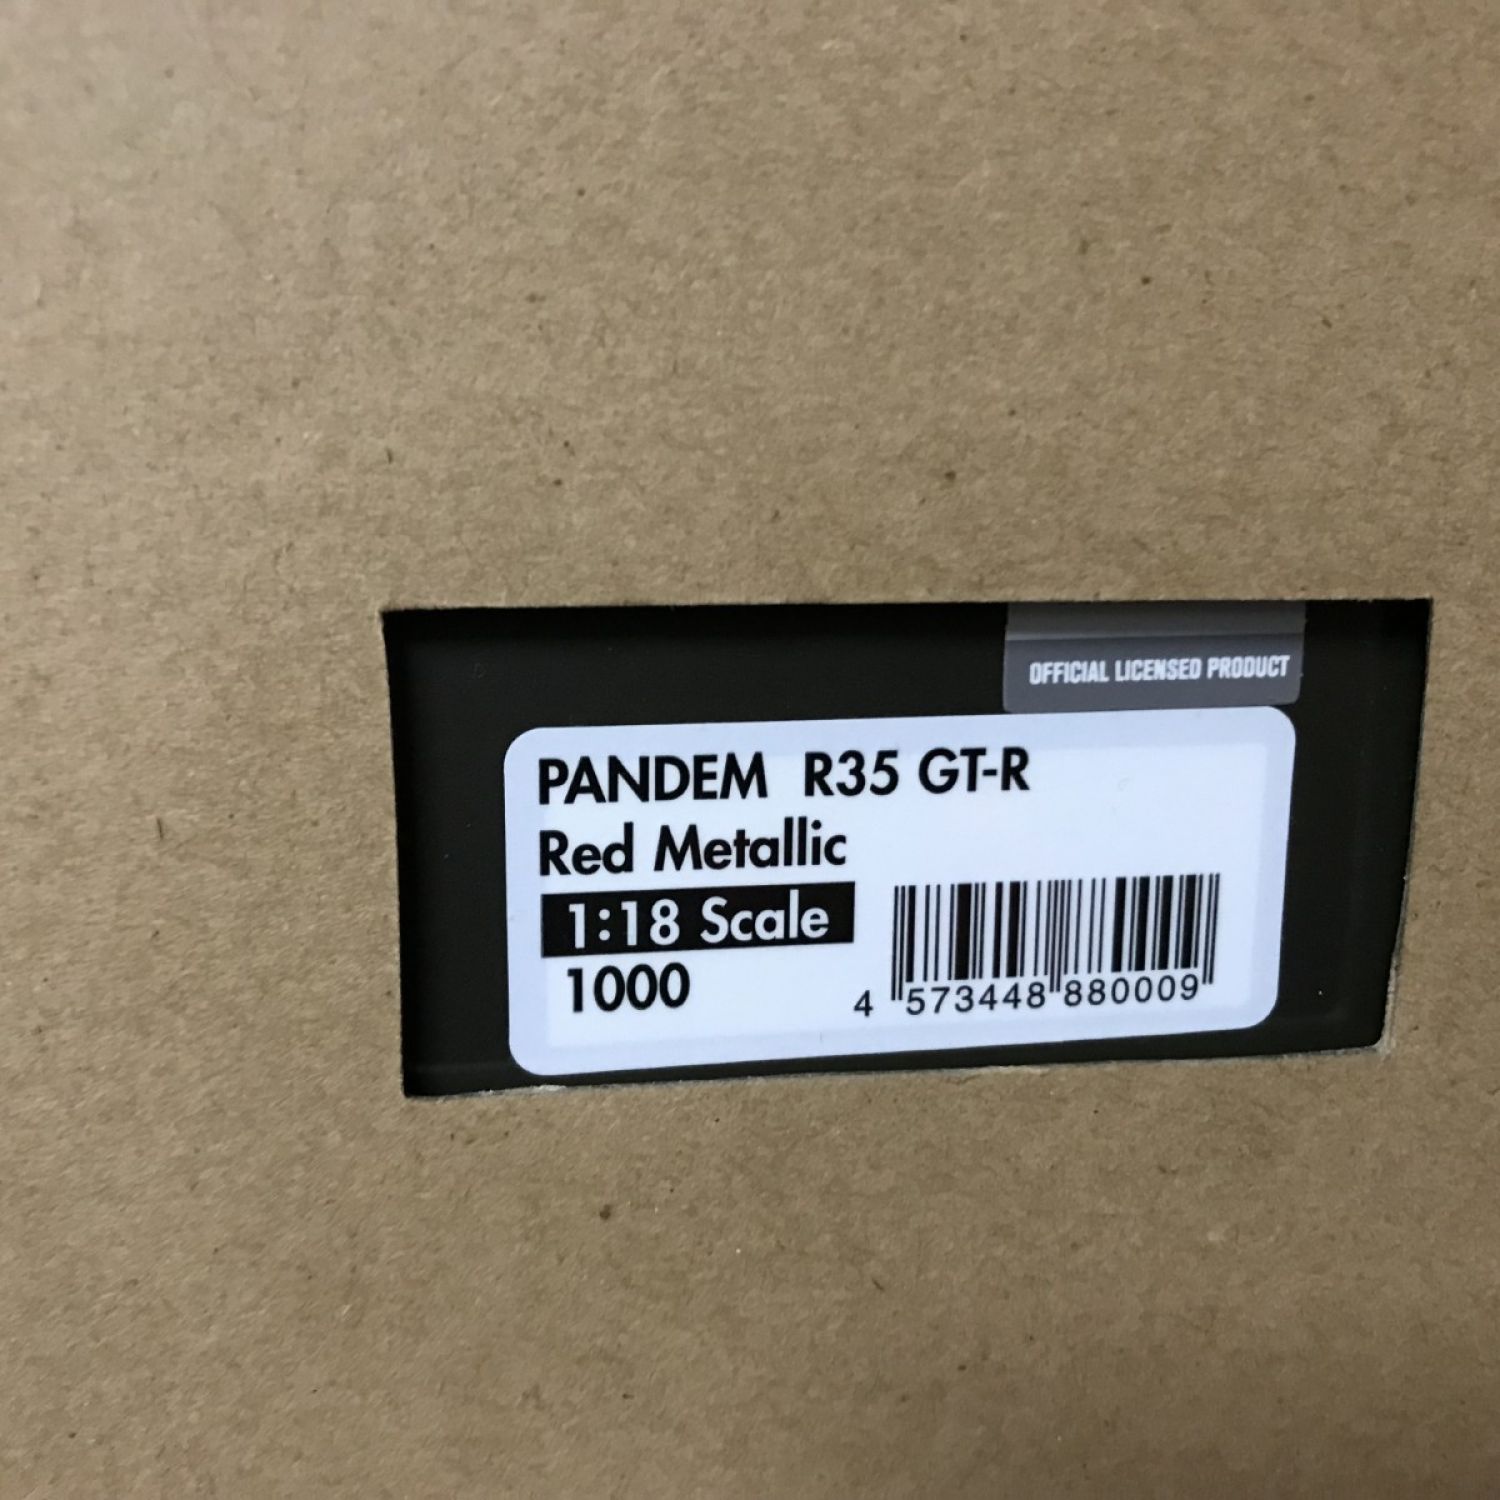 OFFICIAL LICENSED PRODUCT
PANDEM R35 GT-R
Red Metallic
1:18 Scale
1000
4 573448 880009